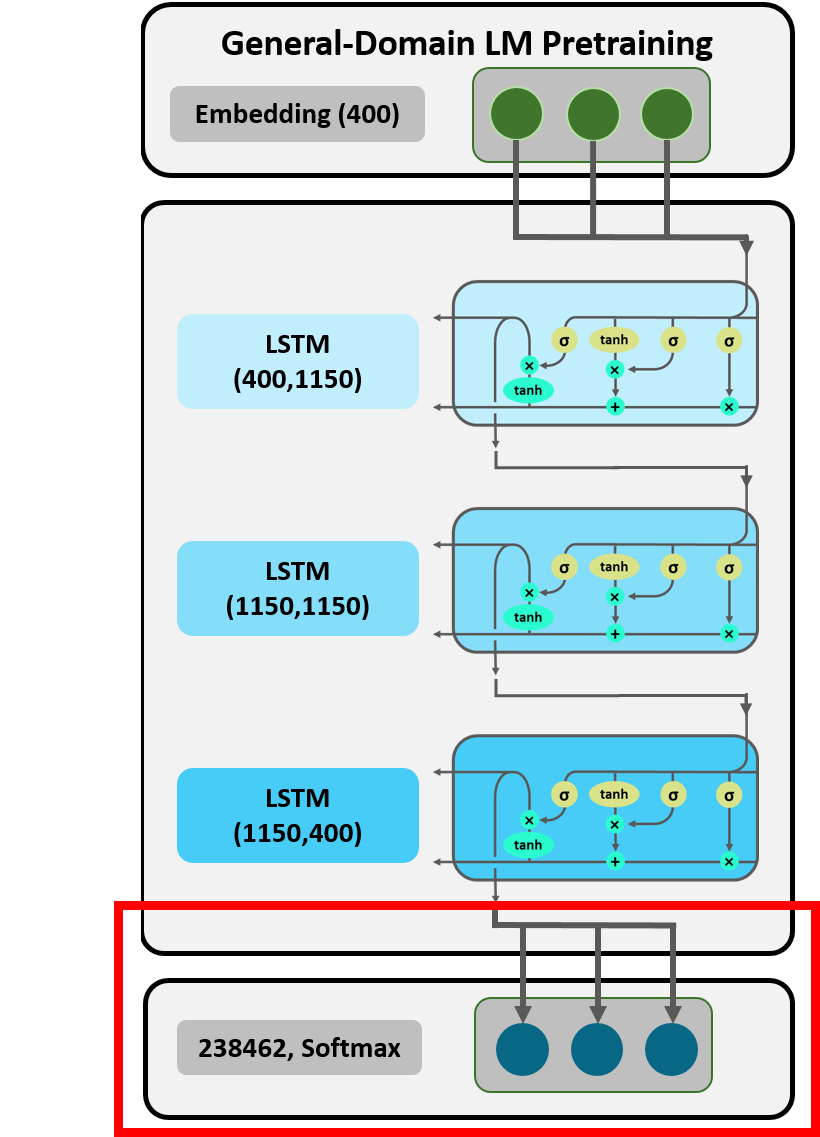 General-Domain LM Pretraining
Embedding (400)
LSTM
(400,1150)
σ
tanh
σ
σ
×
×
tanh
+
×
LSTM
(1150,1150)
σ
tanh
σ
σ
×
×
tanh
+
×
LSTM
(1150,400)
σ
tanh
σ
σ
×
×
tanh
+
×
238462, Softmax